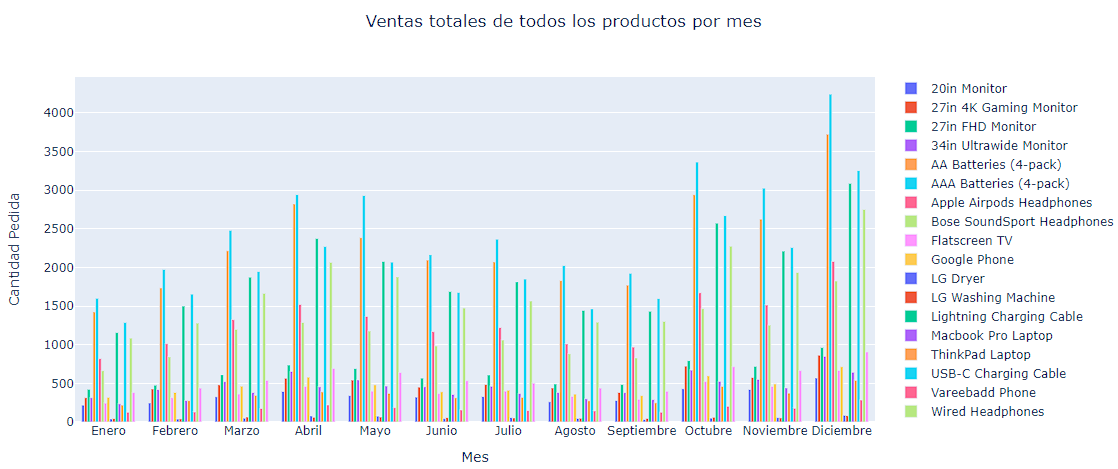 Ventas totales de todos los productos por mes
Cantidad Pedida
4000
3500
3000
2500
2000
1500
1000
500
0
Enero
Febrero
Marzo
Abril
Mayo
Junio
Julio
Agosto
Septiembre
Octubre
Noviembre
Diciembre
Mes
20in Monitor
27in 4K Gaming Monitor
27in FHD Monitor
34in Ultrawide Monitor
AA Batteries (4-pack)
AAA Batteries (4-pack)
Apple Airpods Headphones
Bose SoundSport Headphones
Flatscreen TV
Google Phone
LG Dryer
LG Washing Machine
Lightning Charging Cable
Macbook Pro Laptop
ThinkPad Laptop
USB-C Charging Cable
Vareebadd Phone
Wired Headphones